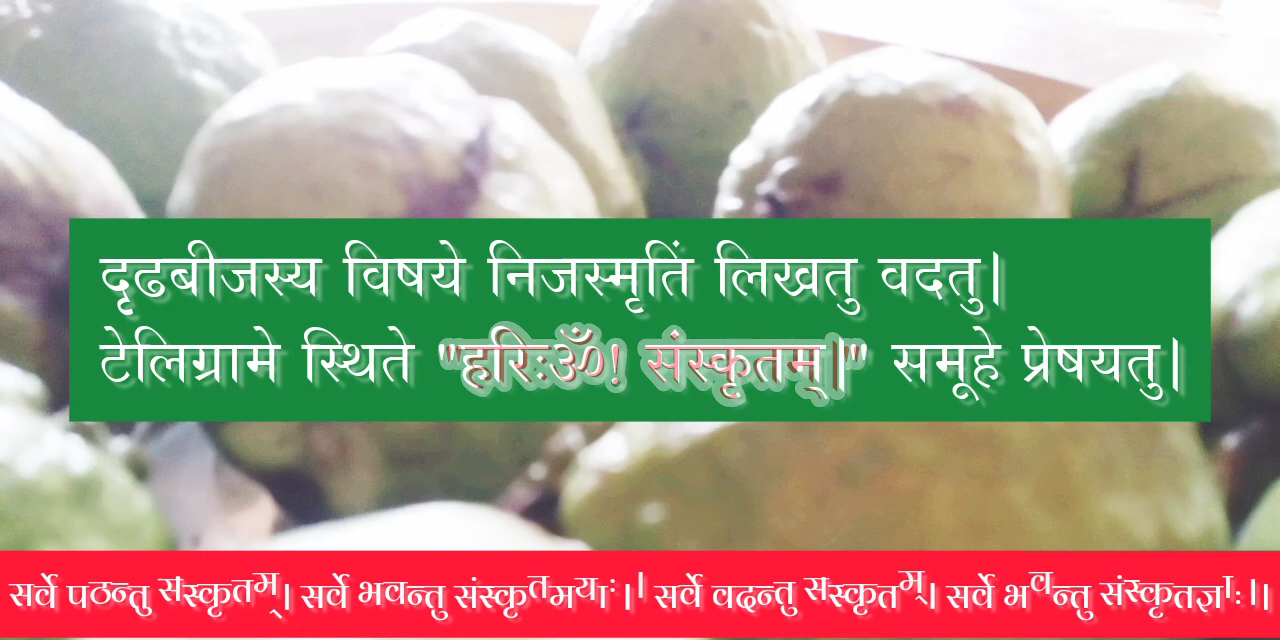 दृढबीजस्य विषये निजस्मृतिं लिखतु वदतु।
टेलिग्रामे स्थिते "हरिःॐ! संस्कृतम्।" समूहे प्रेषयतु।
सर्वे पठन्तु संस्कृतम्। सर्वे भवन्तु संस्कृतमयाः।। सर्वे वदन्तु संस्कृतम्। सर्वे भवन्तु संस्कृतज्ञाः।।